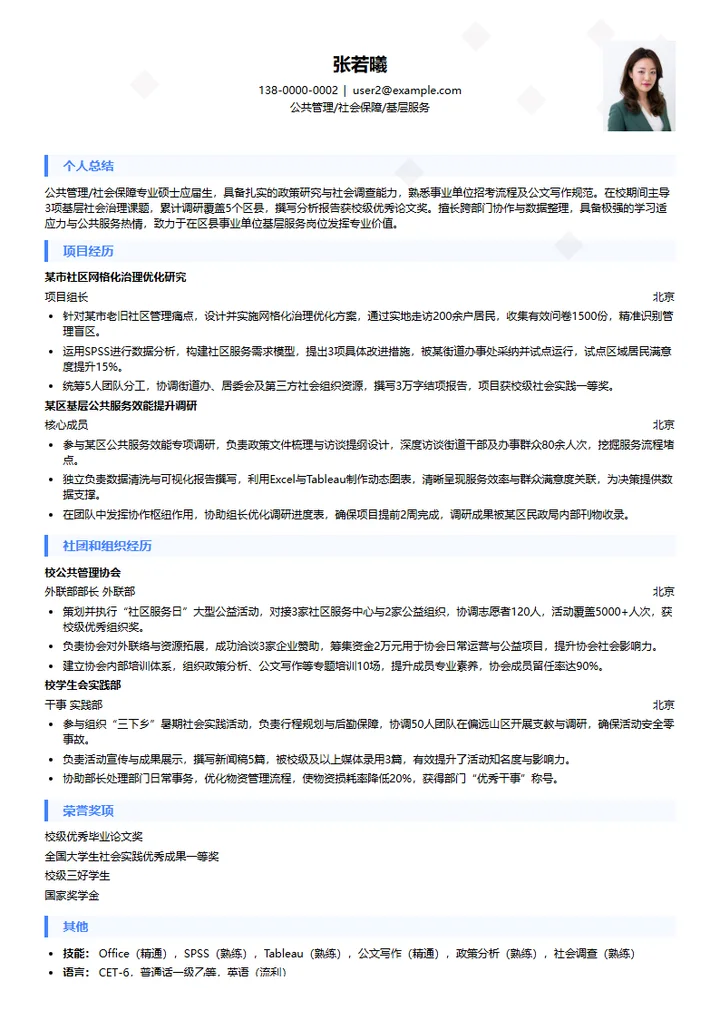 张若曦
138-0000-0002 | user2@example.com
公共管理/社会保障/基层服务
个人总结
公共管理/社会保障专业硕士应届生，具备扎实的政策研究与社会调查能力，熟悉事业单位招考流程及公文写作规范。在校期间主导
3项基层社会治理课题，累计调研覆盖5个区县，撰写分析报告获校级优秀论文奖。擅长跨部门协作与数据整理，具备极强的学习适
应力与公共服务热情，致力于在区县事业单位基层服务岗位发挥专业价值。
项目经历
某市社区网格化治理优化研究
项目组长 北京
• 针对某市老旧社区管理痛点，设计并实施网格化治理优化方案，通过实地走访200余户居民，收集有效问卷1500份，精准识别管
理盲区。
• 运用SPSS进行数据分析，构建社区服务需求模型，提出3项具体改进措施，被某街道办事处采纳并试点运行，试点区域居民满意
度提升15%。
• 统筹5人团队分工，协调街道办、居委会及第三方社会组织资源，撰写3万字结项报告，项目获校级社会实践一等奖。
某区基层公共服务效能提升调研
核心成员 北京
• 参与某区公共服务效能专项调研，负责政策文件梳理与访谈提纲设计，深度访谈街道干部及办事群众80余人次，挖掘服务流程堵
点。
• 独立负责数据清洗与可视化报告撰写，利用Excel与Tableau制作动态图表，清晰呈现服务效率与群众满意度关联，为决策提供数
据支撑。
• 在团队中发挥协作枢纽作用，协助组长优化调研进度表，确保项目提前2周完成，调研成果被某区民政局内部刊物收录。
社团和组织经历
校公共管理协会
外联部部长 外联部 北京
• 策划并执行“社区服务日”大型公益活动，对接3家社区服务中心与2家公益组织，协调志愿者120人，活动覆盖5000+人次，获
校级优秀组织奖。
• 负责协会对外联络与资源拓展，成功洽谈3家企业赞助，筹集资金2万元用于协会日常运营与公益项目，提升协会社会影响力。
• 建立协会内部培训体系，组织政策分析、公文写作等专题培训10场，提升成员专业素养，协会成员留任率达90%。
校学生会实践部
干事 实践部 北京
• 参与组织“三下乡”暑期社会实践活动，负责行程规划与后勤保障，协调50人团队在偏远山区开展支教与调研，确保活动安全零
事故。
• 负责活动宣传与成果展示，撰写新闻稿5篇，被校级及以上媒体录用3篇，有效提升了活动知名度与影响力。
• 协助部长处理部门日常事务，优化物资管理流程，使物资损耗率降低20%，获得部门“优秀干事”称号。
荣誉奖项
校级优秀毕业论文奖
全国大学生社会实践优秀成果一等奖
校级三好学生
国家奖学金
其他
• 技能： Office（精通）, SPSS（熟练）, Tableau（熟练）, 公文写作（精通）, 政策分析（熟练）, 社会调查（熟练）
• 语言： CET-6, 普通话一级乙等, 英语（流利）